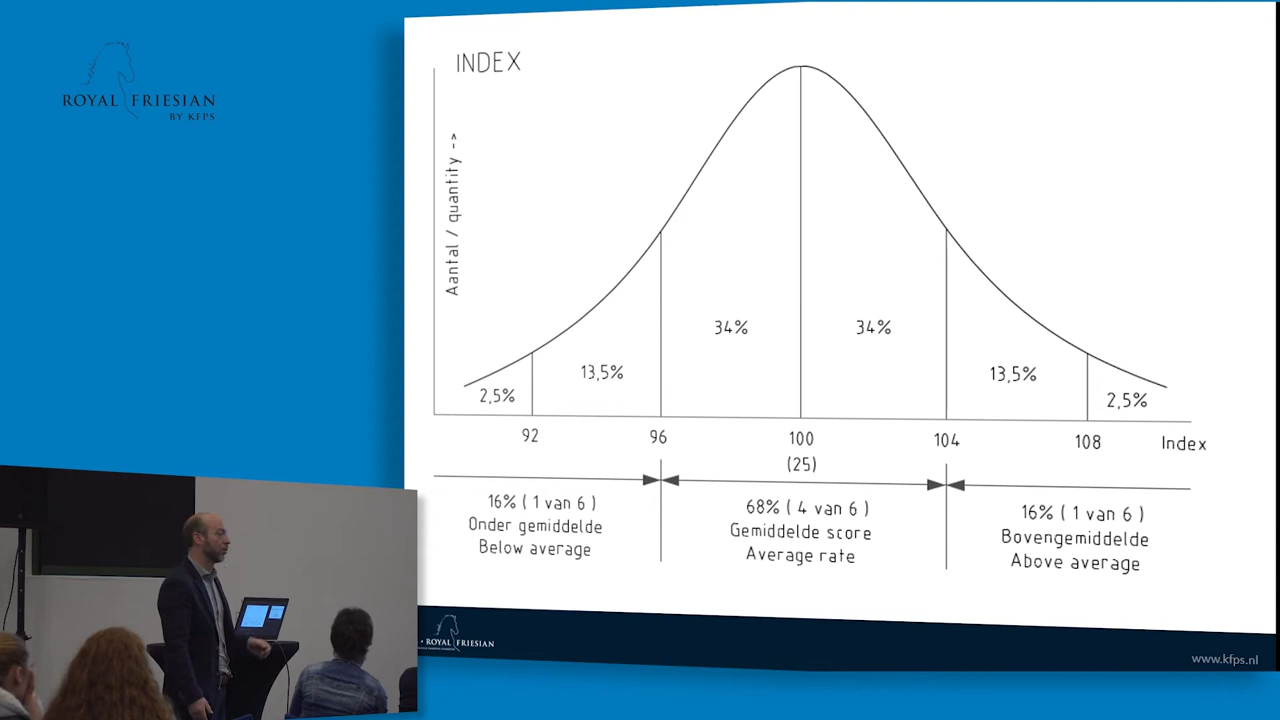 ROYAL FRIESIAN
BY KFPS
INDEX
Aantal / quantity ->
34%
34%
13,5%
13,5%
2,5%
2,5%
92
96
100
104
108
Index
(25)
16% ( 1 van 6 )
Onder gemiddelde
Below average
68% ( 4 van 6 )
Gemiddelde score
Average rate
16% ( 1 van 6 )
Bovengemiddelde
Above average
ROYAL FRIESIAN
www.kfps.nl